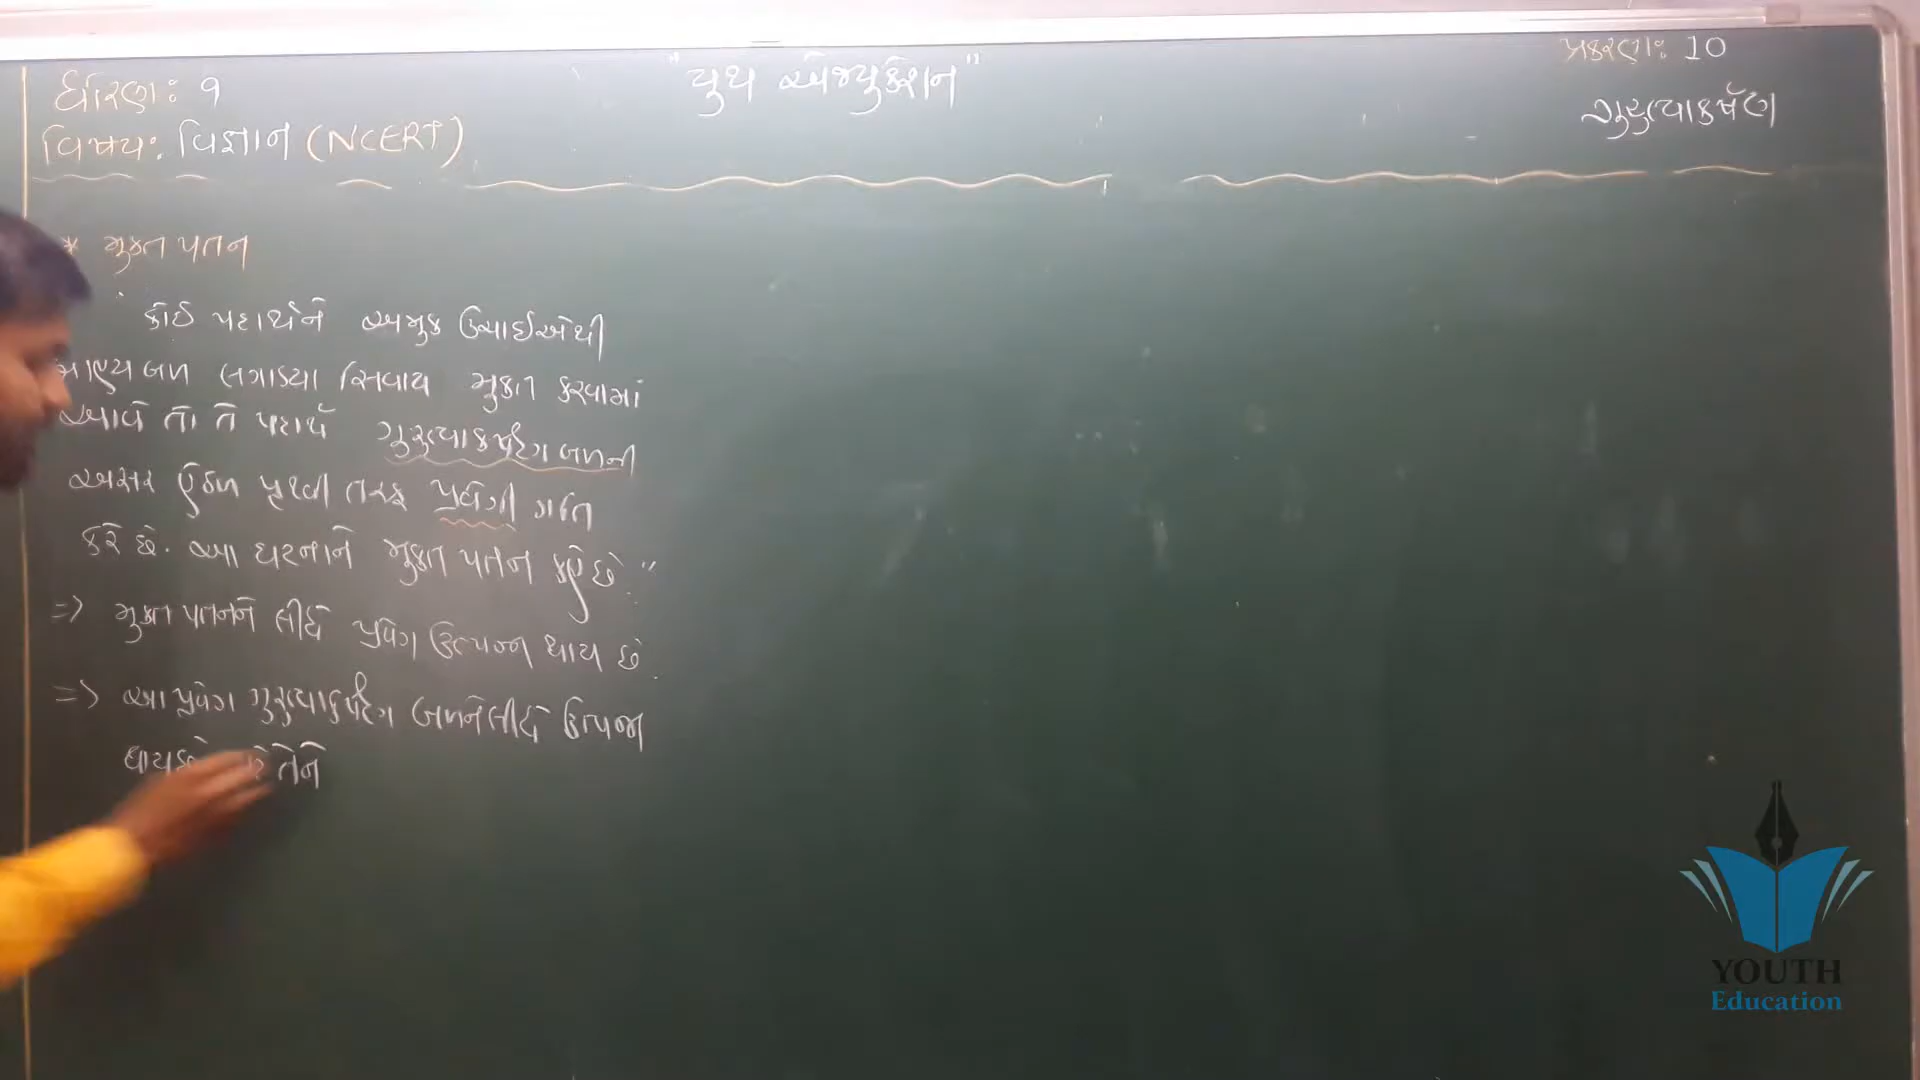 ધોરણ: ૧
"યુથ એજ્યુકેશન"
પ્રકરણ: 10
વિષય: વિજ્ઞાન (NCERT)
ગુરુત્વાકર્ષણ
* મુક્ત પતન
કોઈ પદાર્થને અમુક ઉંચાઈએથી
બાહ્ય બળ લગાડ્યા સિવાય મુક્ત કરવામાં
આવે તો તે પદાર્થ ગુરુત્વાકર્ષણ બળની
અસર હેઠળ પૃથ્વી તરફ પ્રવેગી ગતિ
કરે છે. આ ઘટનાને મુક્ત પતન કહે છે."
=> મુક્ત પતનને લીધે પ્રવેગ ઉત્પન્ન થાય છે.
=> આ પ્રવેગ ગુરુત્વાકર્ષણ બળને લીધે ઉત્પન્ન
થાય છે તેને
YOUTH
Education